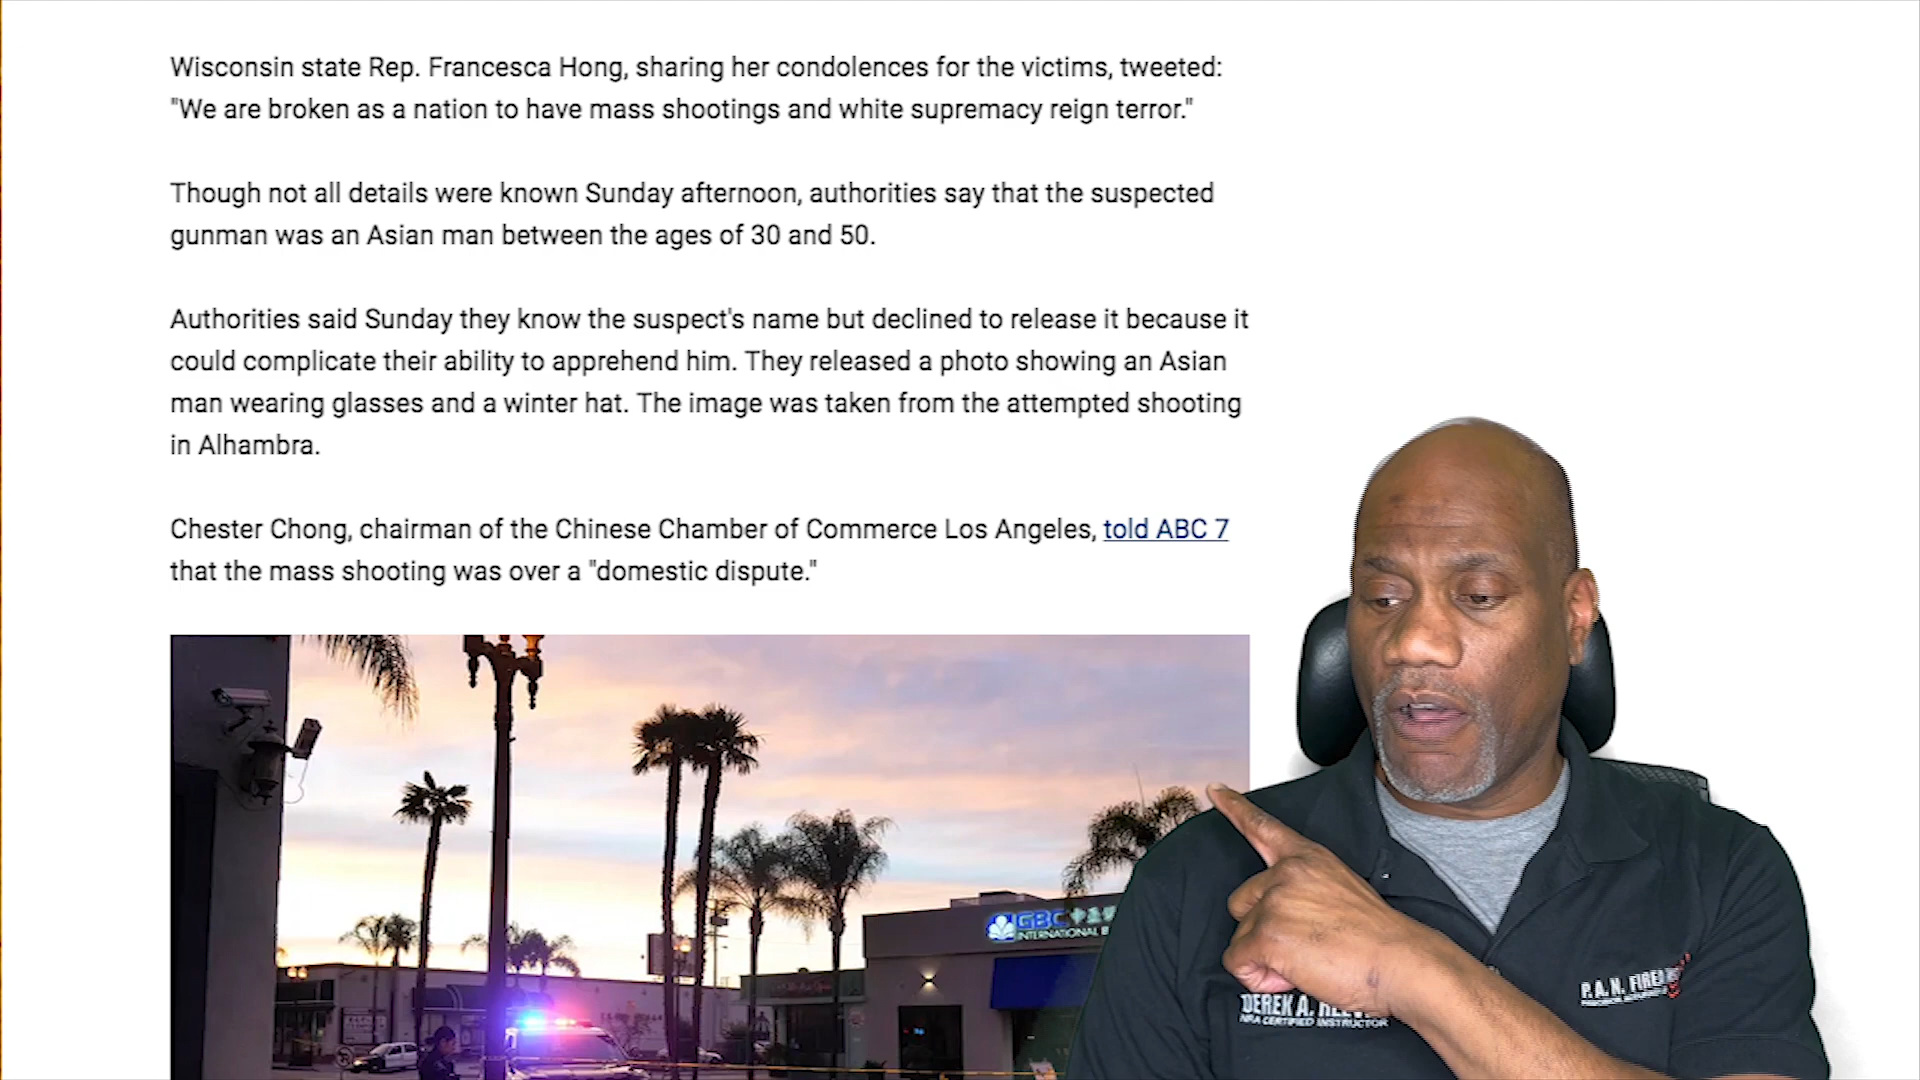 Wisconsin state Rep. Francesca Hong, sharing her condolences for the victims, tweeted:
"We are broken as a nation to have mass shootings and white supremacy reign terror."
Though not all details were known Sunday afternoon, authorities say that the suspected
gunman was an Asian man between the ages of 30 and 50.
Authorities said Sunday they know the suspect's name but declined to release it because it
could complicate their ability to apprehend him. They released a photo showing an Asian
man wearing glasses and a winter hat. The image was taken from the attempted shooting
in Alhambra.
Chester Chong, chairman of the Chinese Chamber of Commerce Los Angeles, told ABC 7
that the mass shooting was over a "domestic dispute."
GBC
INTERNATIONAL
DEREK A.
NRA CERTIFIED INSTRUCTOR
P.A.N.